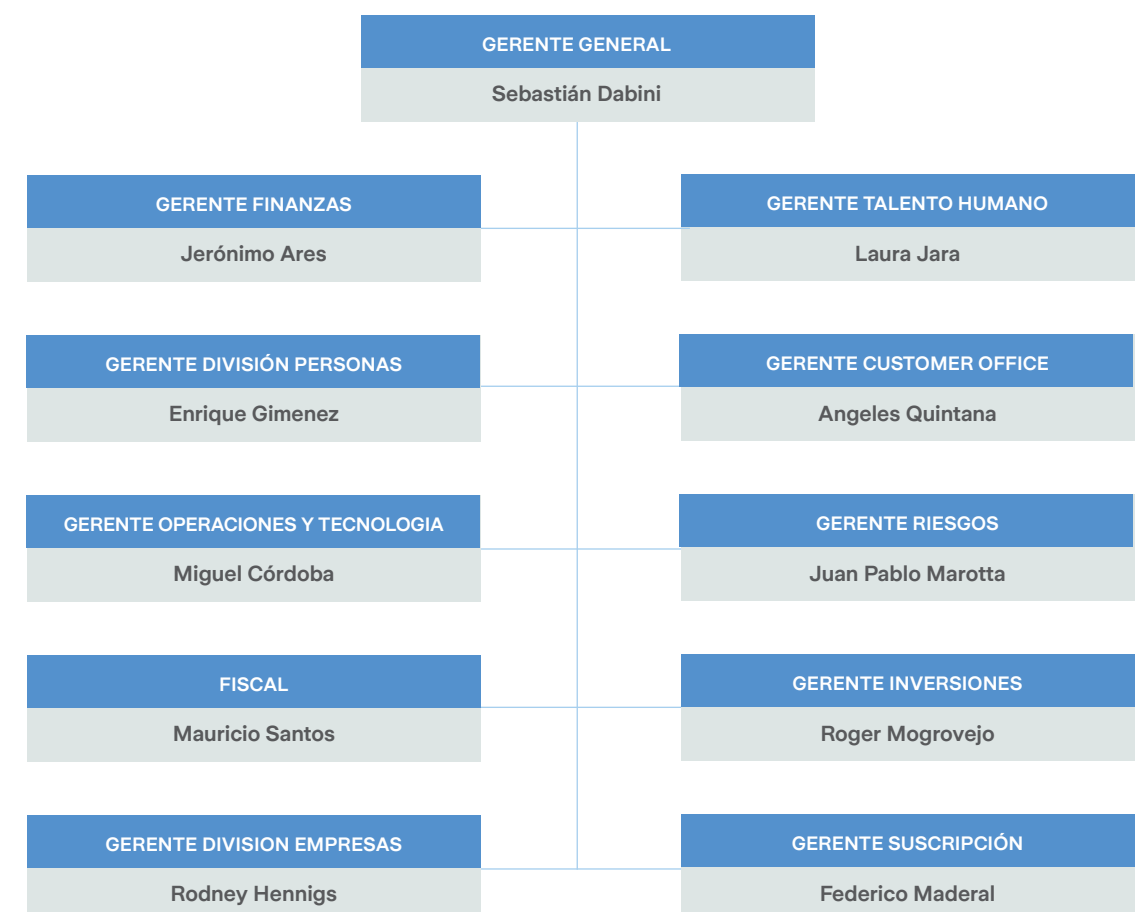 GERENTE GENERAL
Sebastián Dabini
GERENTE FINANZAS
Jerónimo Ares
GERENTE TALENTO HUMANO
Laura Jara
GERENTE DIVISIÓN PERSONAS
Enrique Gimenez
GERENTE CUSTOMER OFFICE
Angeles Quintana
GERENTE OPERACIONES Y TECNOLOGIA
Miguel Córdoba
GERENTE RIESGOS
Juan Pablo Marotta
FISCAL
Mauricio Santos
GERENTE INVERSIONES
Roger Mogrovejo
GERENTE DIVISION EMPRESAS
Rodney Hennigs
GERENTE SUSCRIPCIÓN
Federico Maderal